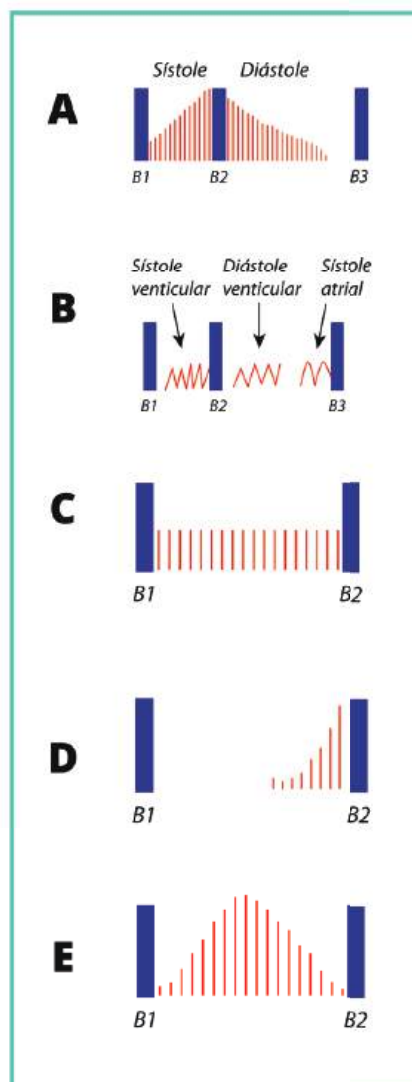 Sístole Diástole
A
B1 B2 B3
Sístole Diástole Sístole
venticular ventricular atrial
B
B1 B2 B3
C
B1 B2
D
B1 B2
E
B1 B2